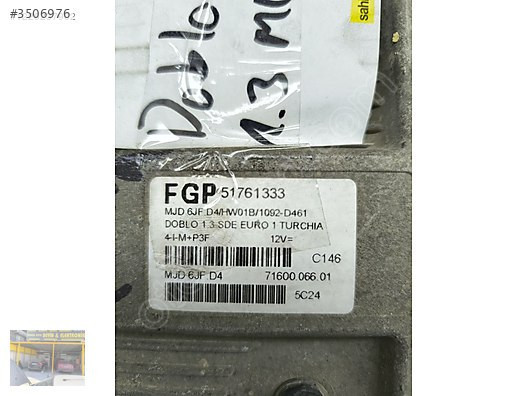 #3506976
sah
Doblo
1.3 M
FGP 51761333
MJD 6JF.D4/HW01B/1092-D461
DOBLO 1.3 SDE EURO 1 TURCHIA
4-I-M+P3F 12V=
C146
MJD 6JF D4 71600.066.01
5C24